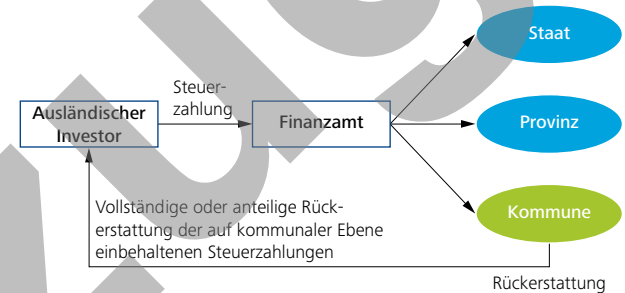 Staat
Steuer-
zahlung
Ausländischer
Investor
Finanzamt
Provinz
Kommune
Vollständige oder anteilige Rück-
erstattung der auf kommunaler Ebene
einbehaltenen Steuerzahlungen
Rückerstattung